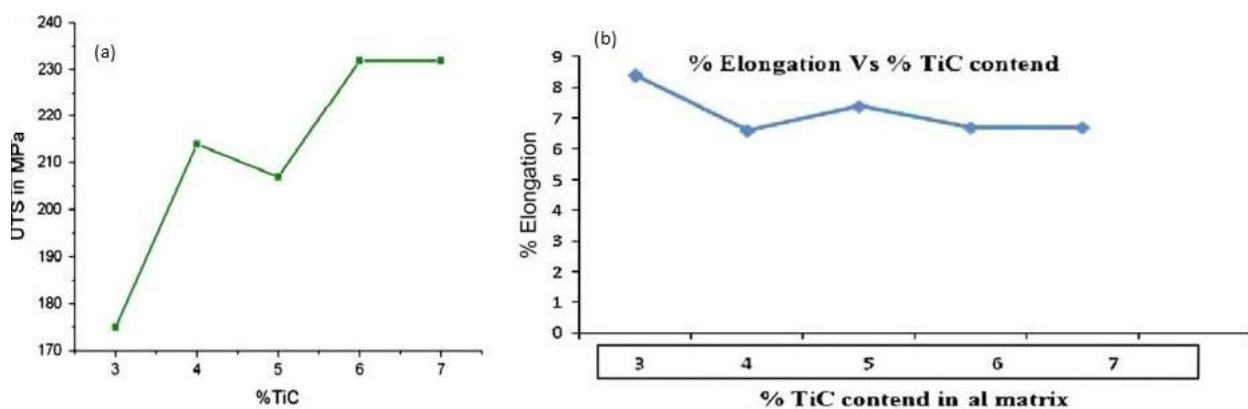 (a)
240
230
220
210
200
190
180
170
UTS in MPa
3 4 5 6 7
%TiC
(b)
% Elongation Vs % TiC contend
9
8
7
6
5
4
3
2
1
0
% Elongation
3 4 5 6 7
% TiC contend in al matrix